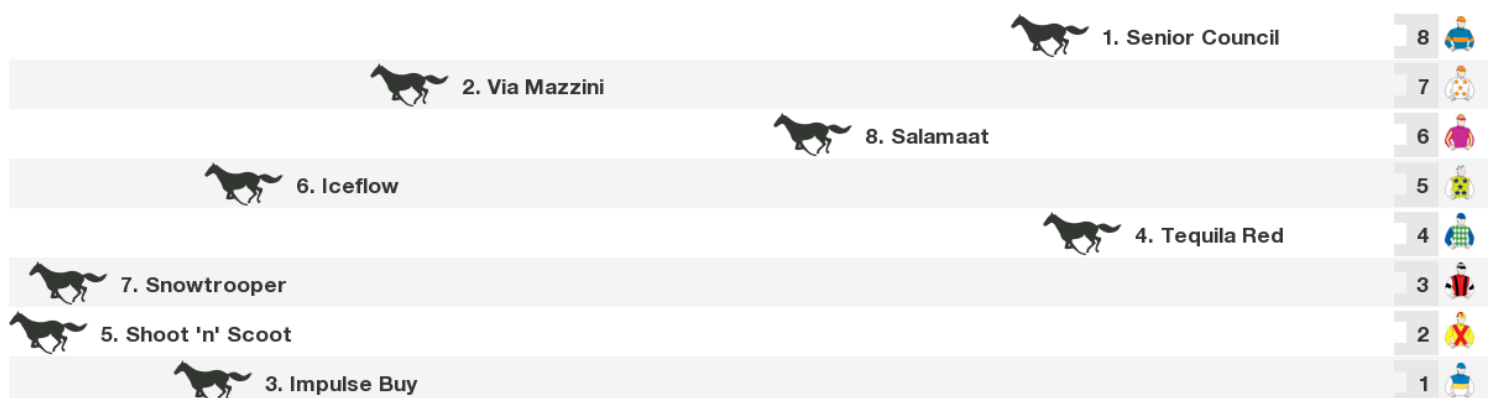 1. Senior Council 8
2. Via Mazzini 7
8. Salamaat 6
6. Iceflow 5
4. Tequila Red 4
7. Snowtrooper 3
5. Shoot 'n' Scoot 2
3. Impulse Buy 1